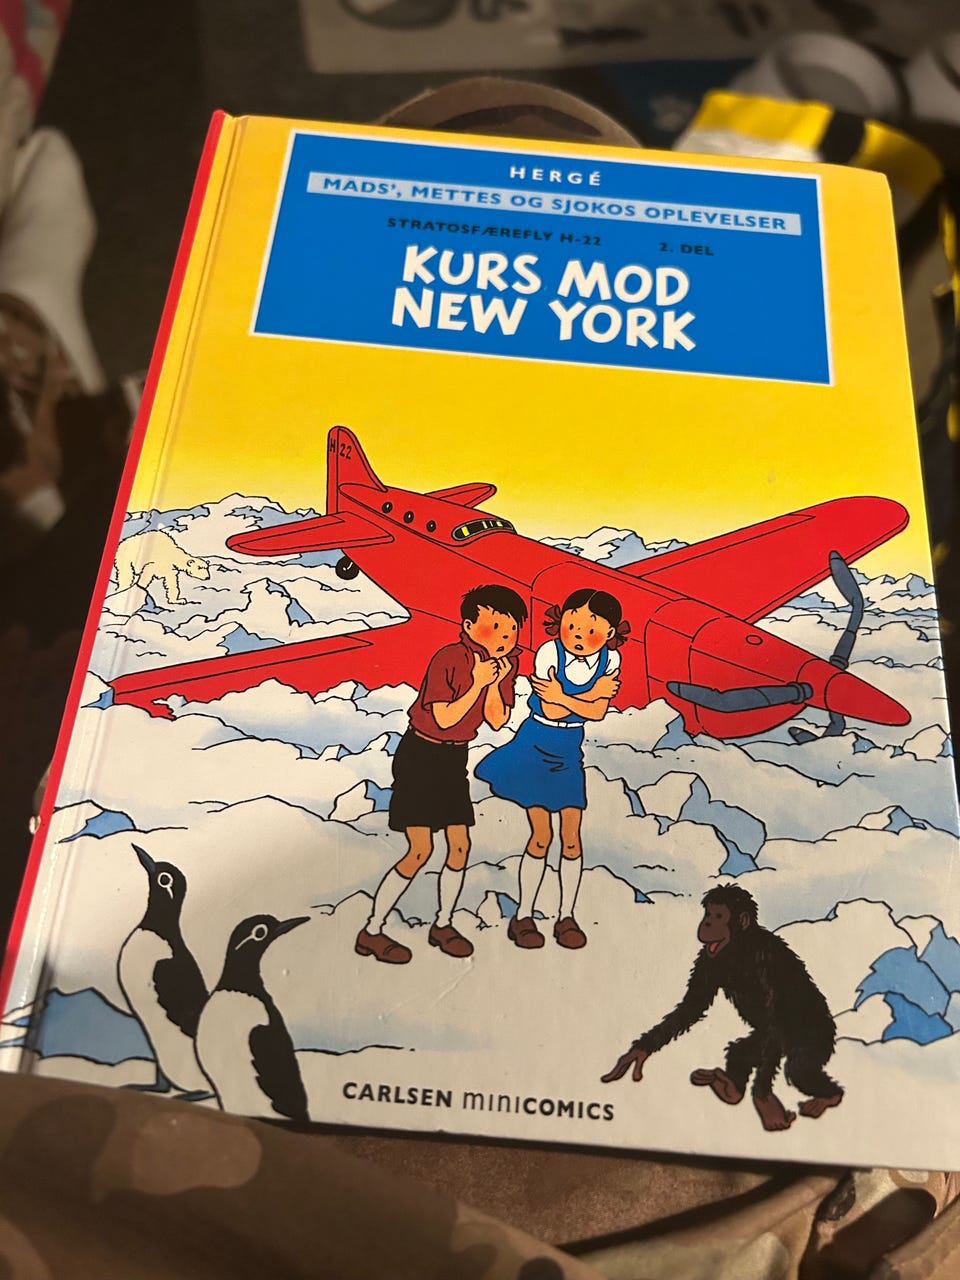 HERGÉ
MADS', METTES OG SJOKOS OPLEVELSER
STRATOSFÆREFLY H-22 2. DEL
KURS MOD
NEW YORK
H 22
CARLSEN miniCOMICS